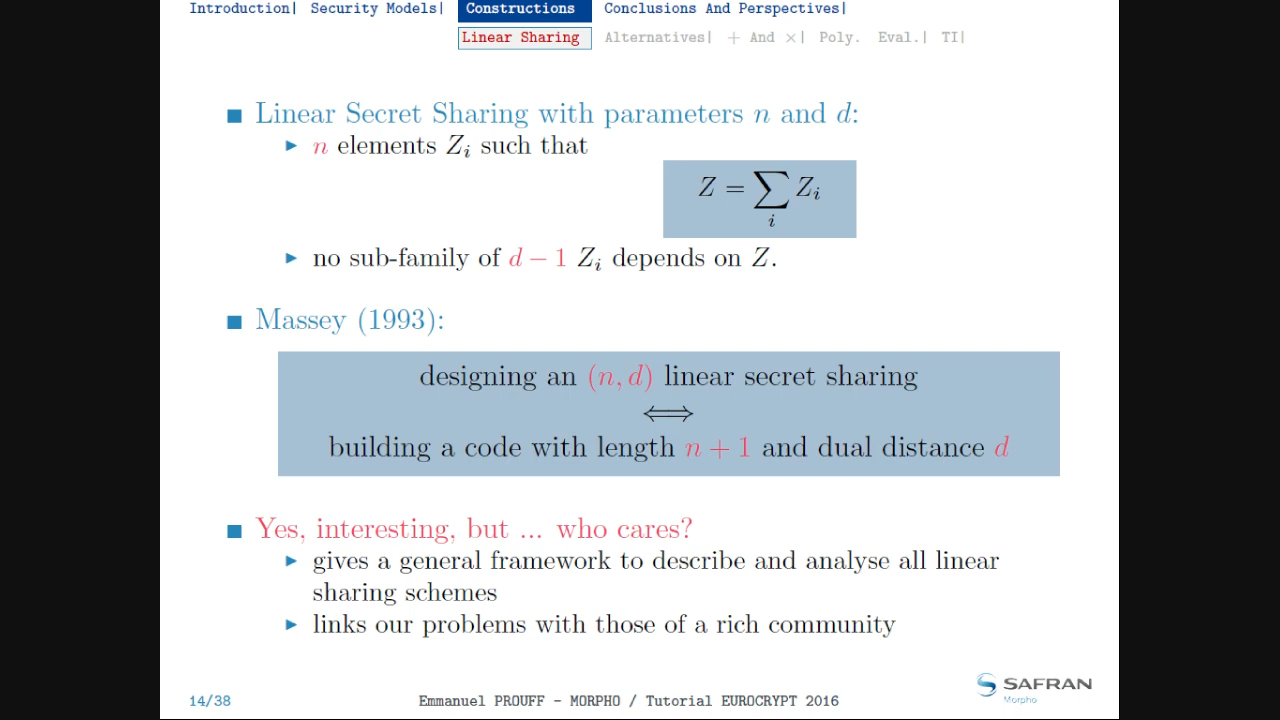 Introduction| Security Models| Constructions Conclusions And Perspectives|
Linear Sharing Alternatives| + And ×| Poly. Eval.| TI|
Linear Secret Sharing with parameters n and d:
n elements Z_i such that
Z = ∑_i Z_i
no sub-family of d − 1 Z_i depends on Z.
Massey (1993):
designing an (n, d) linear secret sharing
⟺
building a code with length n + 1 and dual distance d
Yes, interesting, but ... who cares?
gives a general framework to describe and analyse all linear
sharing schemes
links our problems with those of a rich community
14/38 Emmanuel PROUFF - MORPHO / Tutorial EUROCRYPT 2016
SAFRAN
Morpho